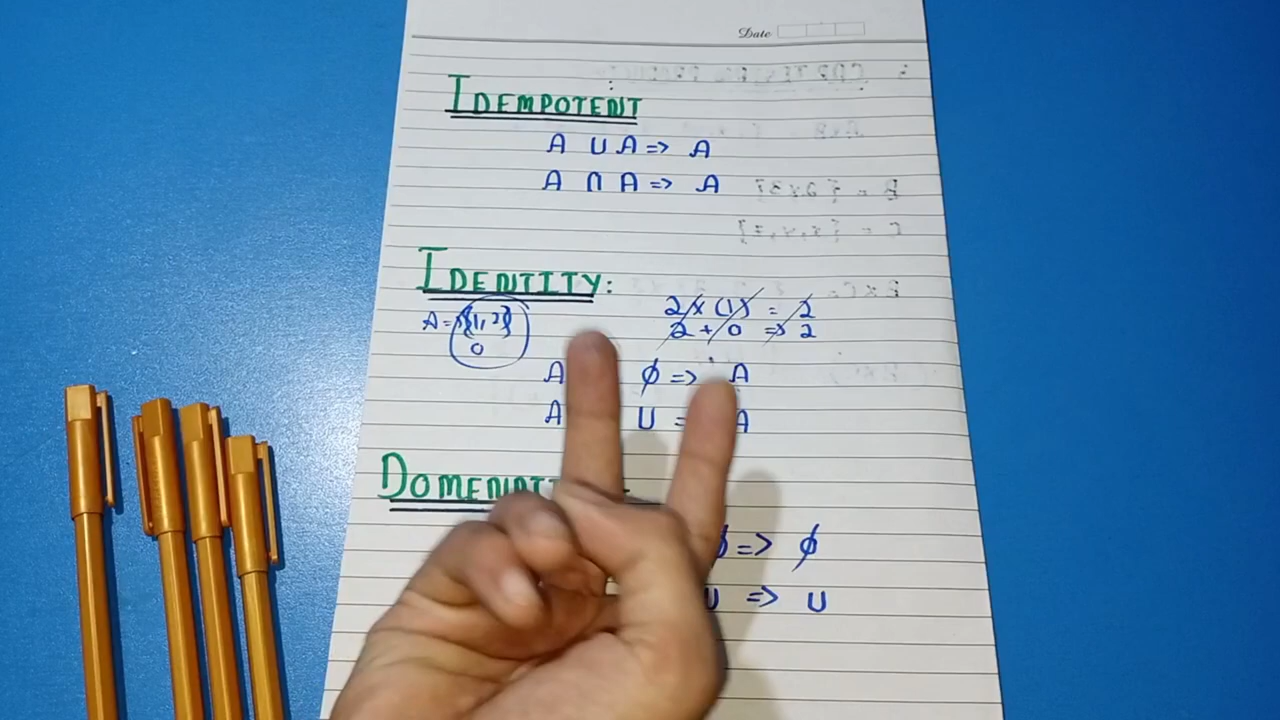 Date
IDEMPOTENT
A U A => A
A ∩ A => A
IDENTITY:
2 x (1) = 2
A = {1, 2}
2 + 0 => 2
0
A ϕ => A
A U = A
DOMENAT
ϕ => ϕ
U => U